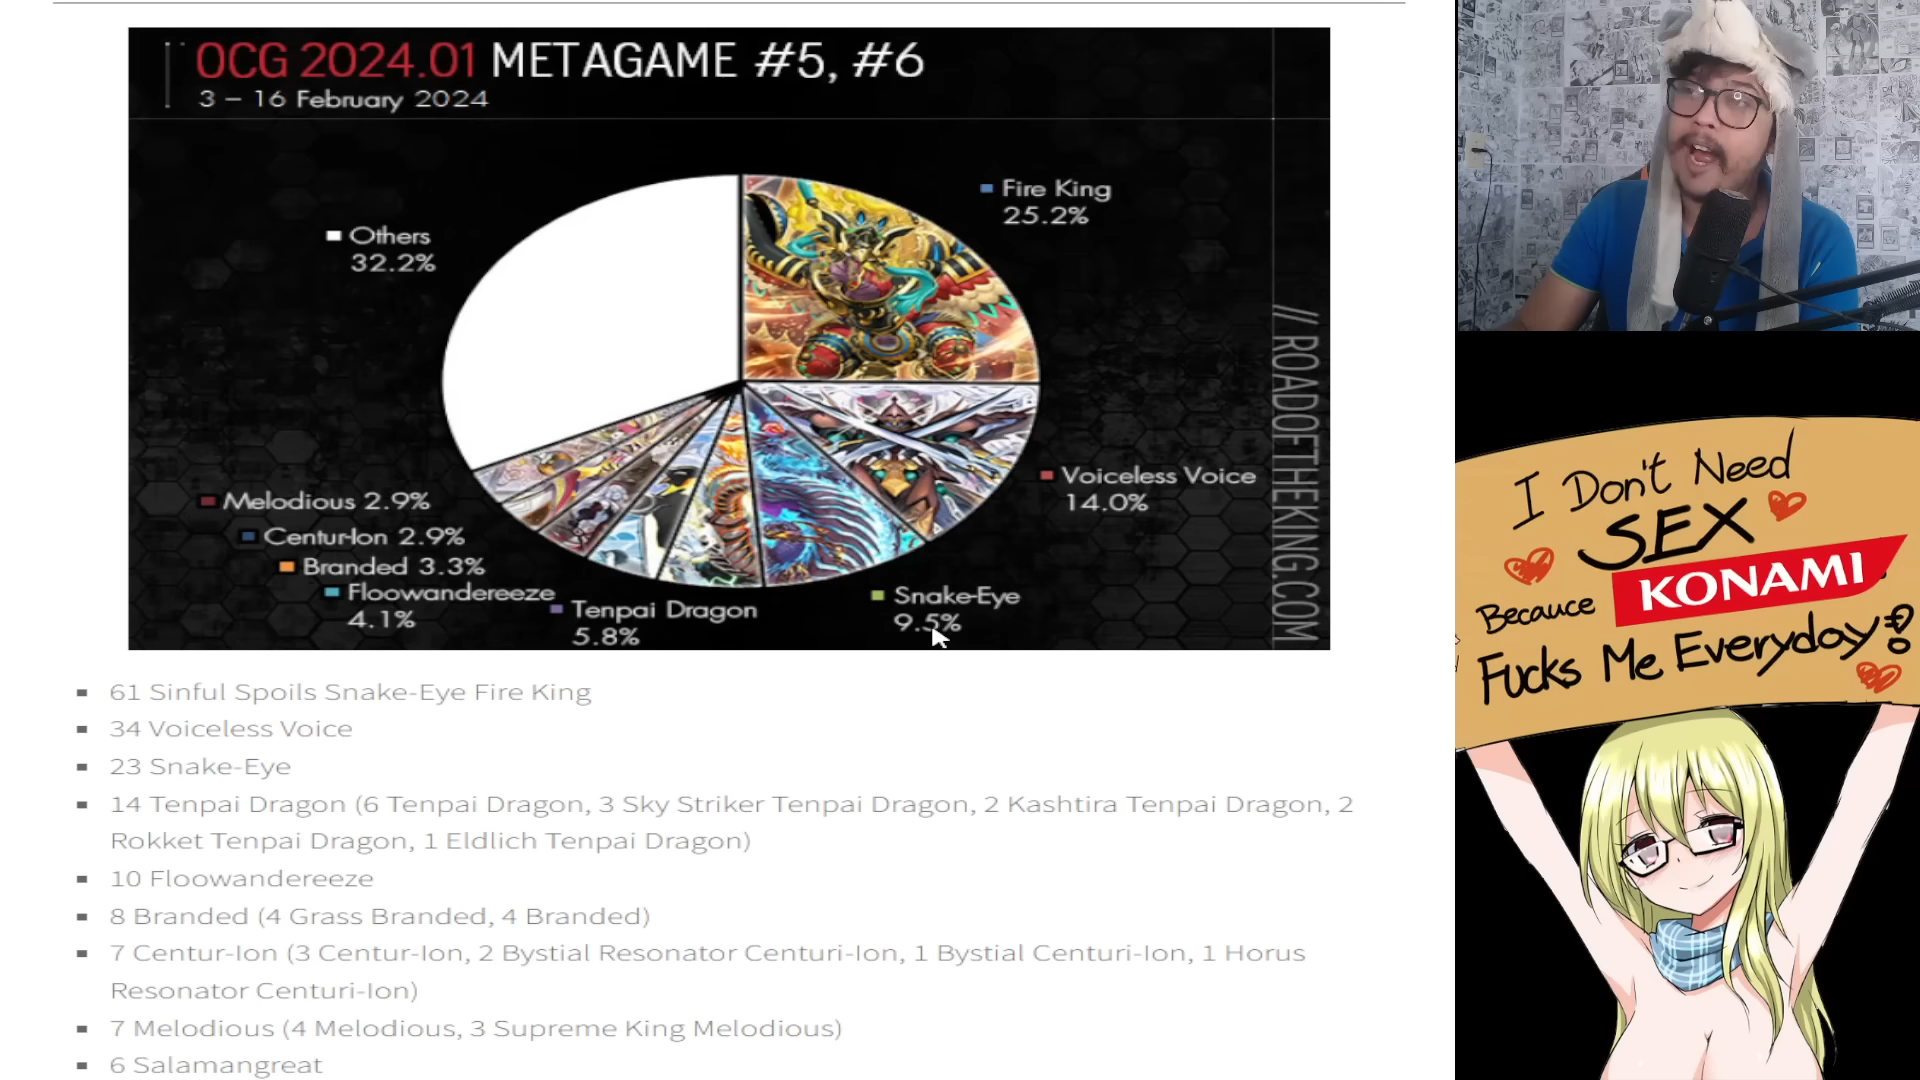 OCG 2024.01 METAGAME #5, #6
3 – 16 February 2024
Fire King
25.2%
Others
32.2%
Voiceless Voice
14.0%
Melodious 2.9%
Centur-Ion 2.9%
Branded 3.3%
Floowandereeze
4.1%
Tenpai Dragon
5.8%
Snake-Eye
9.5%
// ROADOFTHEKING.COM
61 Sinful Spoils Snake-Eye Fire King
34 Voiceless Voice
23 Snake-Eye
14 Tenpai Dragon (6 Tenpai Dragon, 3 Sky Striker Tenpai Dragon, 2 Kashtira Tenpai Dragon, 2
Rokket Tenpai Dragon, 1 Eldlich Tenpai Dragon)
10 Floowandereeze
8 Branded (4 Grass Branded, 4 Branded)
7 Centur-Ion (3 Centur-Ion, 2 Bystial Resonator Centuri-Ion, 1 Bystial Centuri-Ion, 1 Horus
Resonator Centuri-Ion)
7 Melodious (4 Melodious, 3 Supreme King Melodious)
6 Salamangreat
I Don't Need
SEX
Becauce KONAMI
Fucks Me Everyday!?